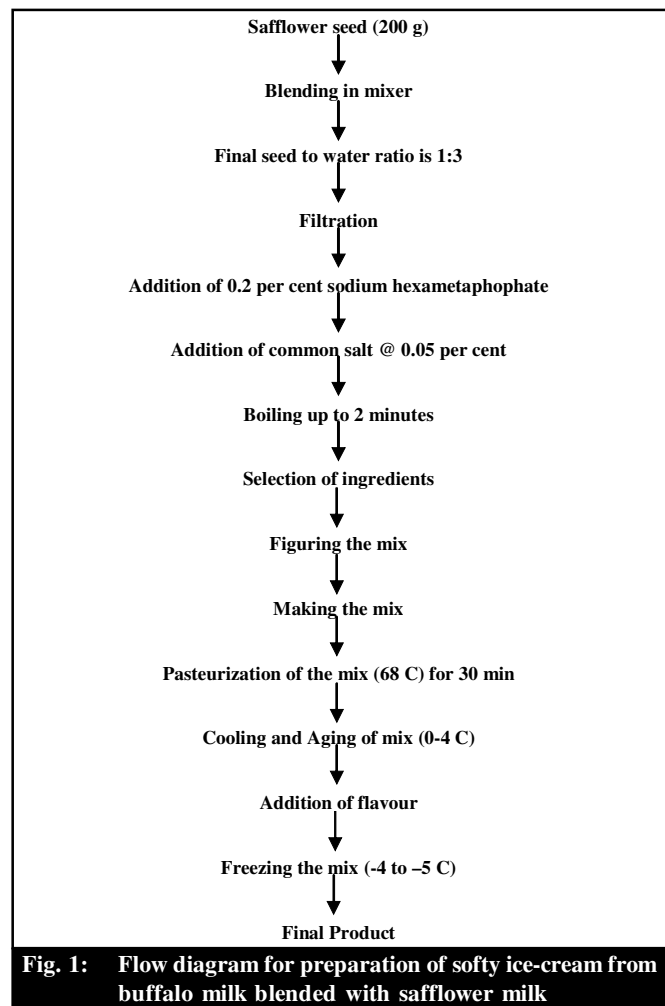 Safflower seed (200 g)
Blending in mixer
Final seed to water ratio is 1:3
Filtration
Addition of 0.2 per cent sodium hexametaphophate
Addition of common salt @ 0.05 per cent
Boiling up to 2 minutes
Selection of ingredients
Figuring the mix
Making the mix
Pasteurization of the mix (68 C) for 30 min
Cooling and Aging of mix (0-4 C)
Addition of flavour
Freezing the mix (-4 to –5 C)
Final Product
Fig. 1: Flow diagram for preparation of softy ice-cream from
buffalo milk blended with safflower milk